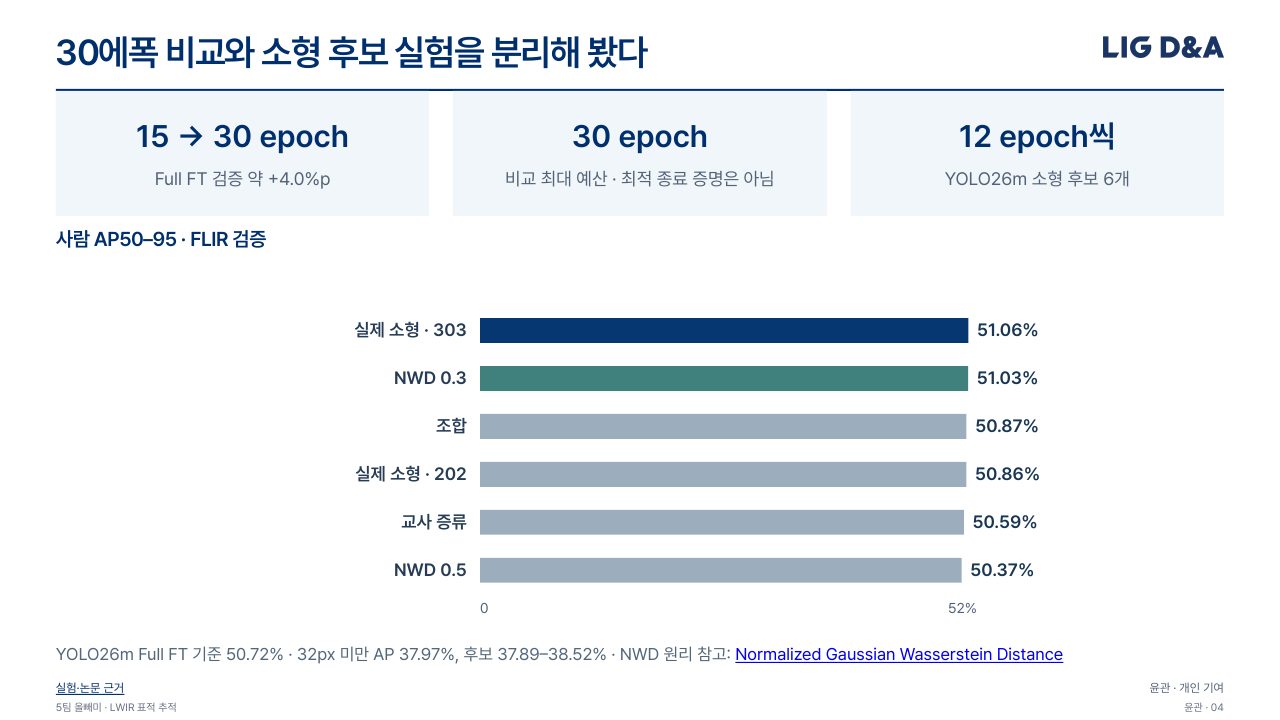 30에폭 비교와 소형 후보 실험을 분리해 봤다
LIG D&A
15 → 30 epoch
Full FT 검증 약 +4.0%p
30 epoch
비교 최대 예산 · 최적 종료 증명은 아님
12 epoch씩
YOLO26m 소형 후보 6개
사람 AP50–95 · FLIR 검증
실제 소형 · 303 51.06%
NWD 0.3 51.03%
조합 50.87%
실제 소형 · 202 50.86%
교사 증류 50.59%
NWD 0.5 50.37%
0 52%
YOLO26m Full FT 기준 50.72% · 32px 미만 AP 37.97%, 후보 37.89–38.52% · NWD 원리 참고: Normalized Gaussian Wasserstein Distance
실험·논문 근거
윤관 · 개인 기여
5팀 올빼미 · LWIR 표적 추적
윤관 · 04